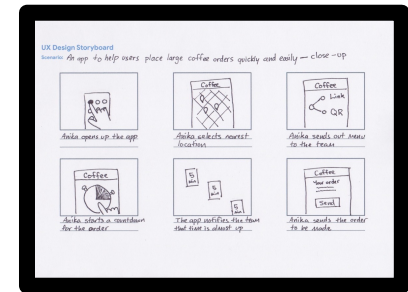 UX Design Storyboard
Scenario: An app to help users place large coffee orders quickly and easily — close-up
Anika opens up the app
Coffee
Anika selects nearest
location
Coffee
Link
QR
Anika sends out menu
to the team
Coffee
Anika starts a countdown
for the order
5
min
5
min
5
min
The app notifies the team
that time is almost up
Coffee
Your order
Send
Anika sends the order
to be made